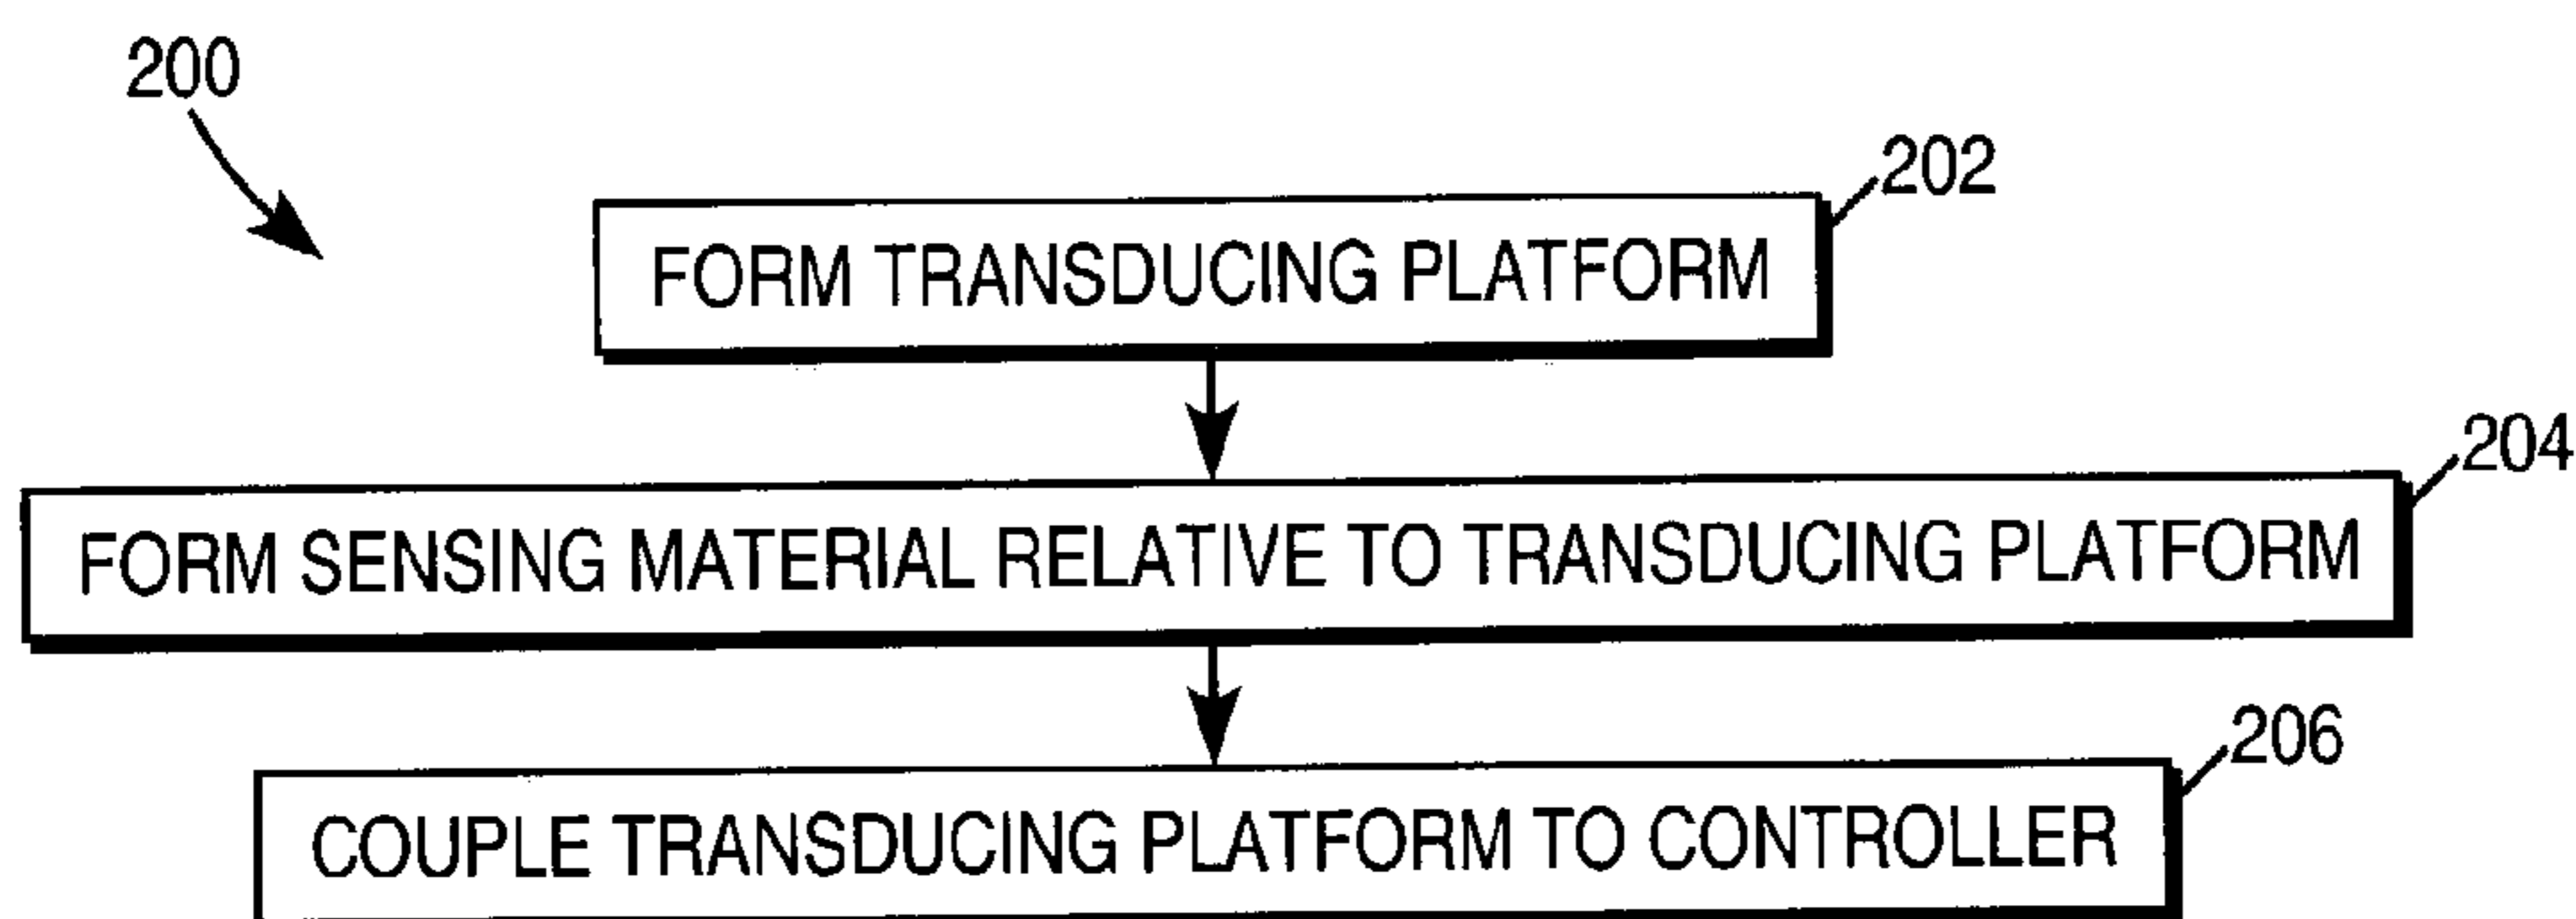 200
202
FORM TRANSDUCING PLATFORM
204
FORM SENSING MATERIAL RELATIVE TO TRANSDUCING PLATFORM
206
COUPLE TRANSDUCING PLATFORM TO CONTROLLER